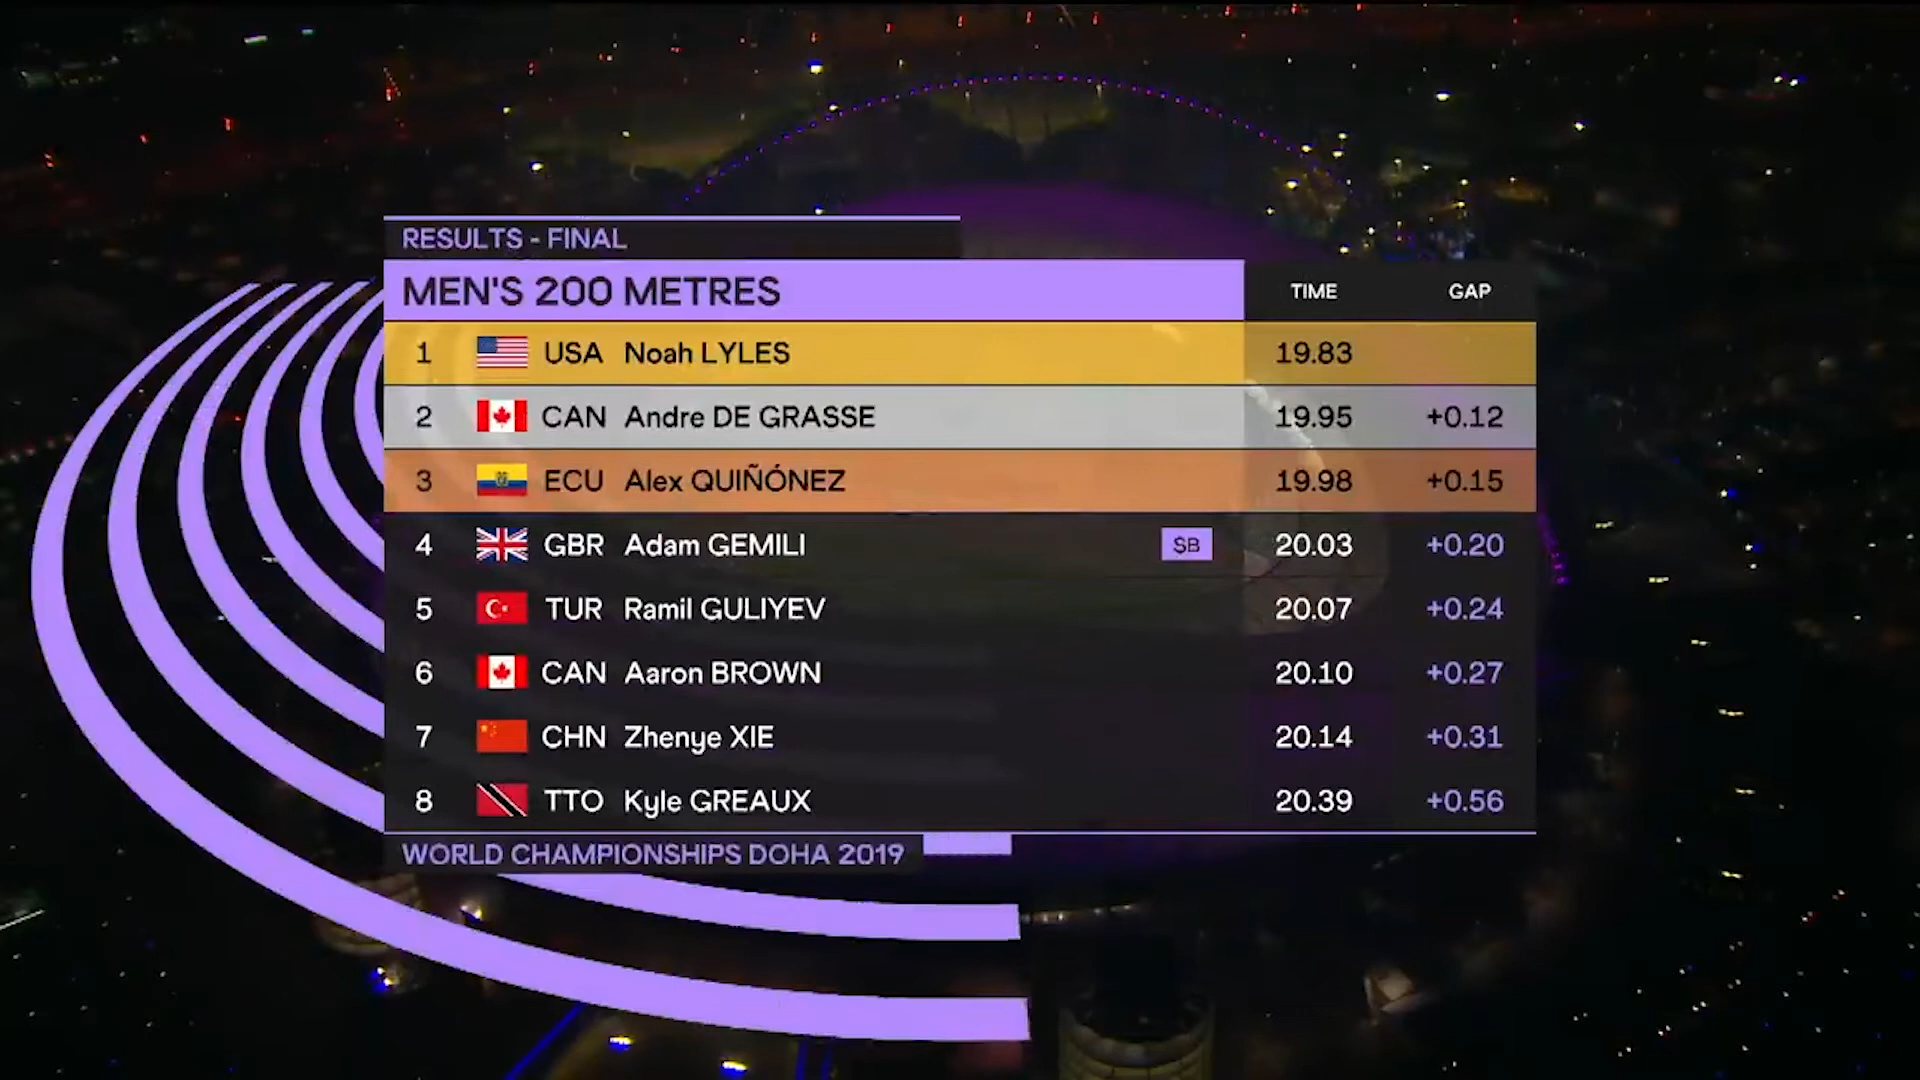 RESULTS - FINAL
MEN'S 200 METRES TIME GAP
1 USA Noah LYLES 19.83
2 CAN Andre DE GRASSE 19.95 +0.12
3 ECU Alex QUIÑÓNEZ 19.98 +0.15
4 GBR Adam GEMILI SB 20.03 +0.20
5 TUR Ramil GULIYEV 20.07 +0.24
6 CAN Aaron BROWN 20.10 +0.27
7 CHN Zhenye XIE 20.14 +0.31
8 TTO Kyle GREAUX 20.39 +0.56
WORLD CHAMPIONSHIPS DOHA 2019